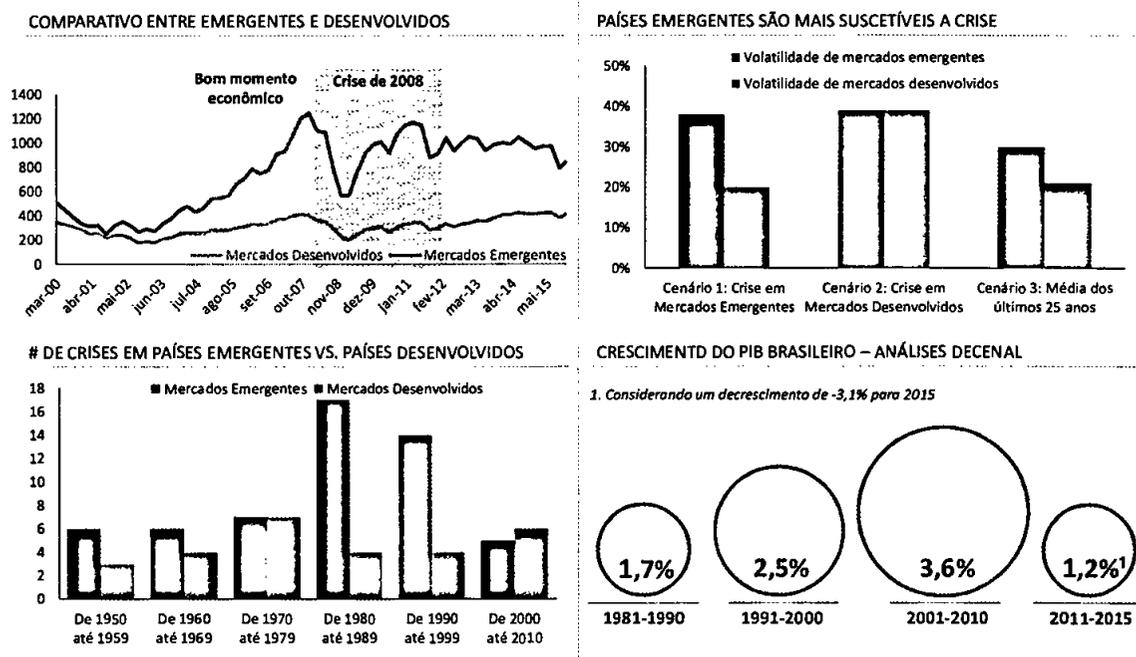 COMPARATIVO ENTRE EMERGENTES E DESENVOLVIDOS
Bom momento
econômico
Crise de 2008
1400
1200
1000
800
600
400
200
0
Mercados Desenvolvidos
Mercados Emergentes
mar-00
abr-01
mai-02
jun-03
jul-04
ago-05
set-06
out-07
nov-08
dez-09
jan-11
fev-12
mar-13
abr-14
mai-15
PAÍSES EMERGENTES SÃO MAIS SUSCETÍVEIS A CRISE
Volatilidade de mercados emergentes
Volatilidade de mercados desenvolvidos
50%
40%
30%
20%
10%
0%
Cenário 1: Crise em
Mercados Emergentes
Cenário 2: Crise em
Mercados Desenvolvidos
Cenário 3: Média dos
últimos 25 anos
# DE CRISES EM PAÍSES EMERGENTES VS. PAÍSES DESENVOLVIDOS
Mercados Emergentes
Mercados Desenvolvidos
18
16
14
12
10
8
6
4
2
0
De 1950
até 1959
De 1960
até 1969
De 1970
até 1979
De 1980
até 1989
De 1990
até 1999
De 2000
até 2010
CRESCIMENTO DO PIB BRASILEIRO – ANÁLISES DECENAL
1. Considerando um decrescimento de -3,1% para 2015
1,7%
2,5%
3,6%
1,2%¹
1981-1990
1991-2000
2001-2010
2011-2015